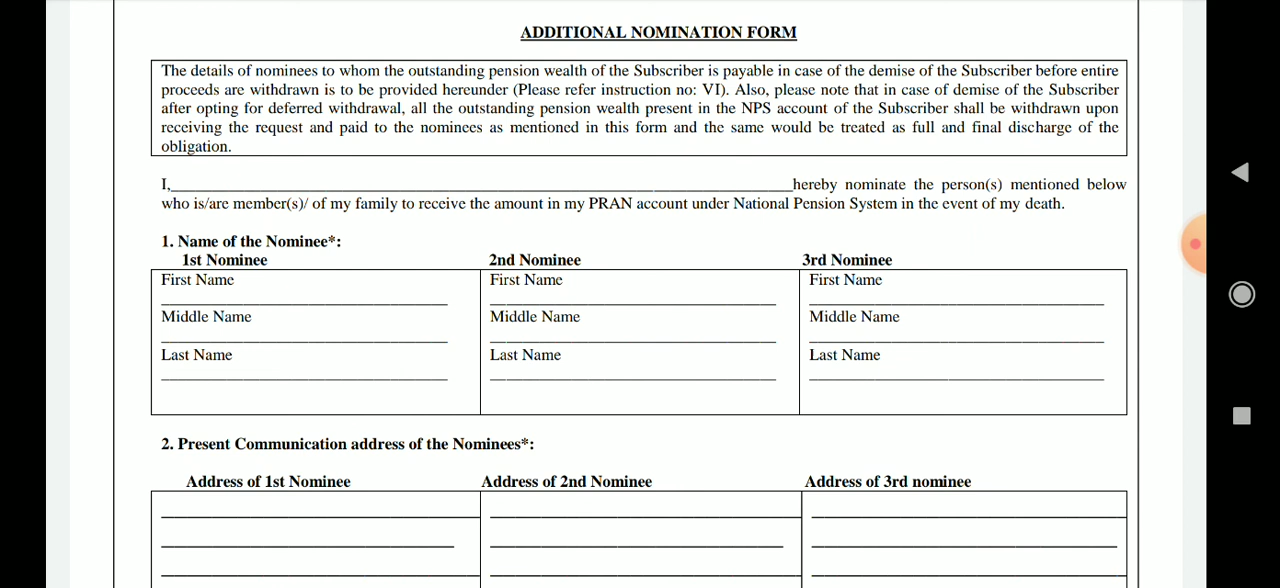 ADDITIONAL NOMINATION FORM
The details of nominees to whom the outstanding pension wealth of the Subscriber is payable in case of the demise of the Subscriber before entire
proceeds are withdrawn is to be provided hereunder (Please refer instruction no: VI). Also, please note that in case of demise of the Subscriber
after opting for deferred withdrawal, all the outstanding pension wealth present in the NPS account of the Subscriber shall be withdrawn upon
receiving the request and paid to the nominees as mentioned in this form and the same would be treated as full and final discharge of the
obligation.
I,______________________________hereby nominate the person(s) mentioned below
who is/are member(s)/ of my family to receive the amount in my PRAN account under National Pension System in the event of my death.
1. Name of the Nominee*:
1st Nominee 2nd Nominee 3rd Nominee
First Name First Name First Name
Middle Name Middle Name Middle Name
Last Name Last Name Last Name
2. Present Communication address of the Nominees*:
Address of 1st Nominee Address of 2nd Nominee Address of 3rd nominee